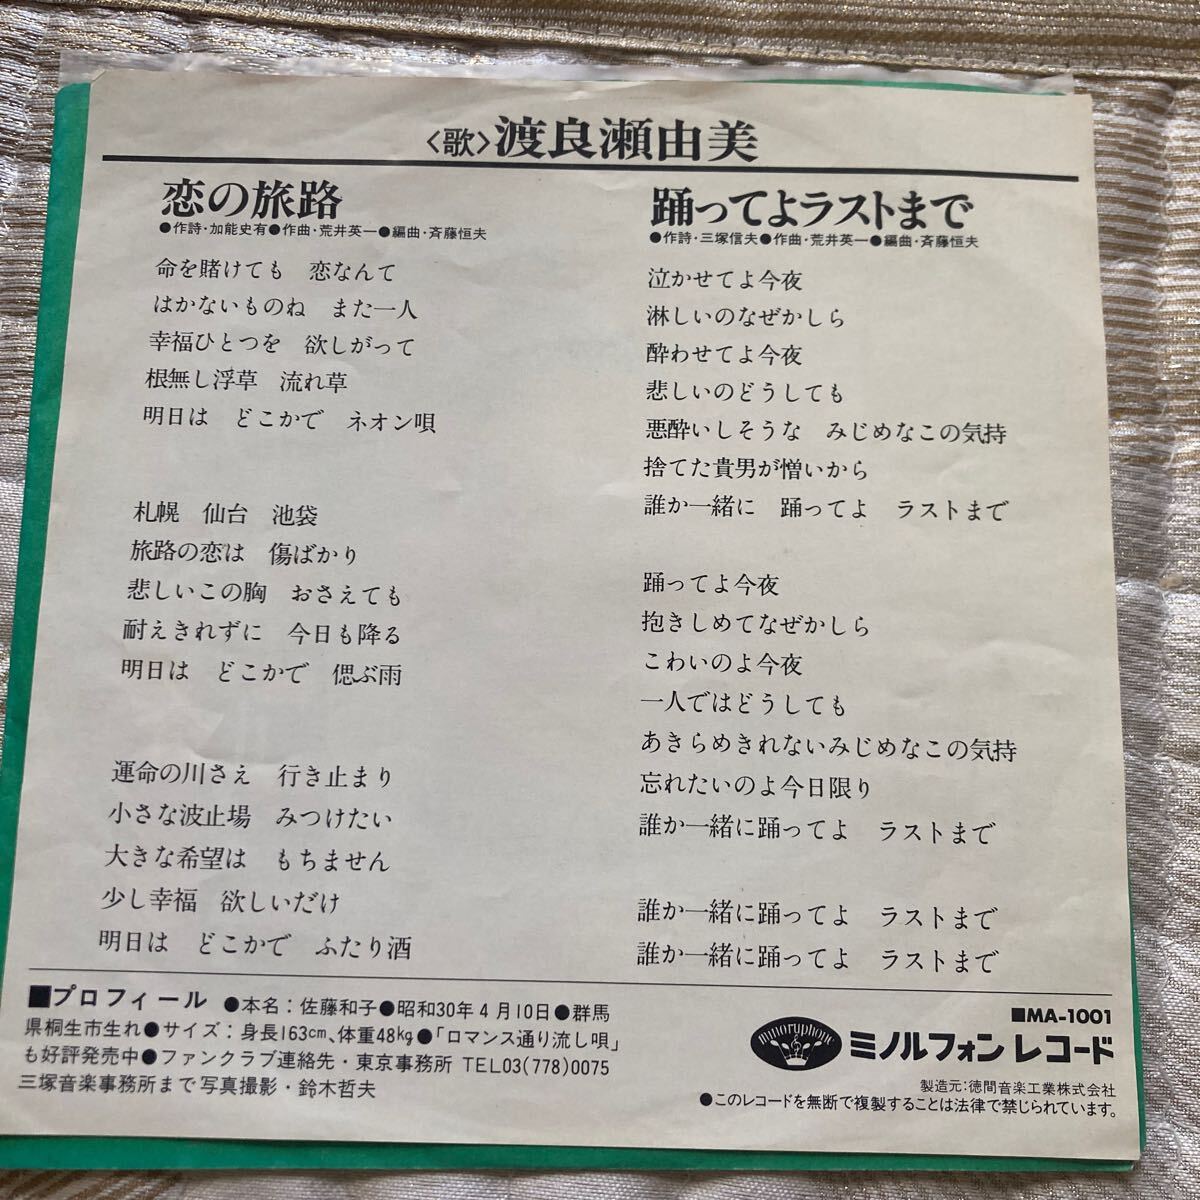 〈歌〉渡良瀬由美
恋の旅路
●作詩・加能史有●作曲・荒井英一●編曲・斉藤恒夫
命を賭けても　恋なんて
はかないものね　また一人
幸福ひとつを　欲しがって
根無し浮草　流れ草
明日は　どこかで　ネオン唄
札幌　仙台　池袋
旅路の恋は　傷ばかり
悲しいこの胸　おさえても
耐えきれずに　今日も降る
明日は　どこかで　偲ぶ雨
運命の川さえ　行き止まり
小さな波止場　みつけたい
大きな希望は　もちません
少し幸福　欲しいだけ
明日は　どこかで　ふたり酒
踊ってよラストまで
●作詩・三塚信夫●作曲・荒井英一●編曲・斉藤恒夫
泣かせてよ今夜
淋しいのなぜかしら
酔わせてよ今夜
悲しいのどうしても
悪酔いしそうな　みじめなこの気持
捨てた貴男が憎いから
誰か一緒に　踊ってよ　ラストまで
踊ってよ今夜
抱きしめてなぜかしら
こわいのよ今夜
一人ではどうしても
あきらめきれないみじめなこの気持
忘れたいのよ今日限り
誰か一緒に踊ってよ　ラストまで
誰か一緒に踊ってよ　ラストまで
誰か一緒に踊ってよ　ラストまで
■プロフィール ●本名：佐藤和子●昭和30年4月10日●群馬
県桐生市生れ●サイズ：身長163cm、体重48kg●「ロマンス通り流し唄」
も好評発売中●ファンクラブ連絡先・東京事務所 TEL03(778)0075
三塚音楽事務所まで 写真撮影・鈴木哲夫
■MA-1001
minoruphone
ミノルフォン レコード
製造元：徳間音楽工業株式会社
●このレコードを無断で複製することは法律で禁じられています。